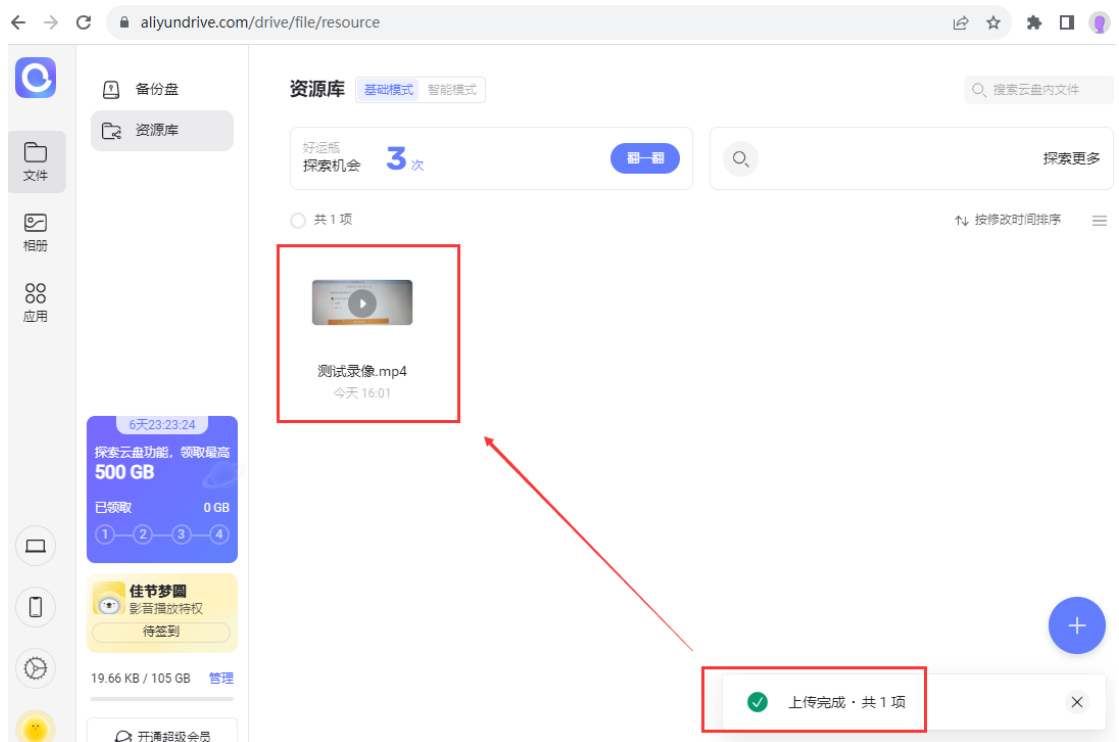 aliyundrive.com/drive/file/resource
文件
相册
应用
备份盘
资源库
6天23:23:24
探索云盘功能，领取最高
500 GB
已领取 0 GB
1 2 3 4
佳节梦圆
影音播放特权
待签到
19.66 KB / 105 GB 管理
开通超级会员
资源库 基础模式 智能模式
搜索云盘内文件
好运瓶
探索机会 3 次
翻一翻
探索更多
共 1 项
按修改时间排序
测试录像.mp4
今天 16:01
上传完成・共 1 项